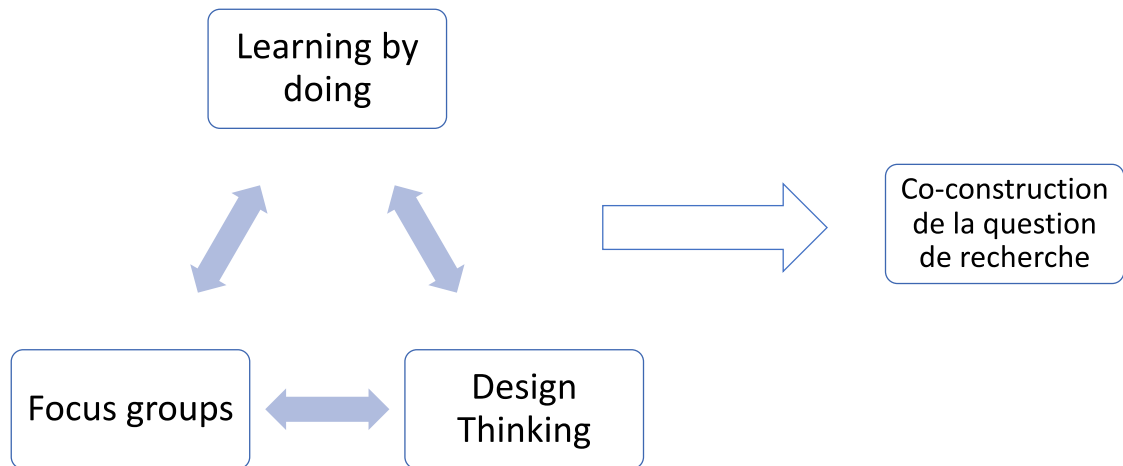 Learning by
doing
Co-construction
de la question
de recherche
Focus groups
Design
Thinking